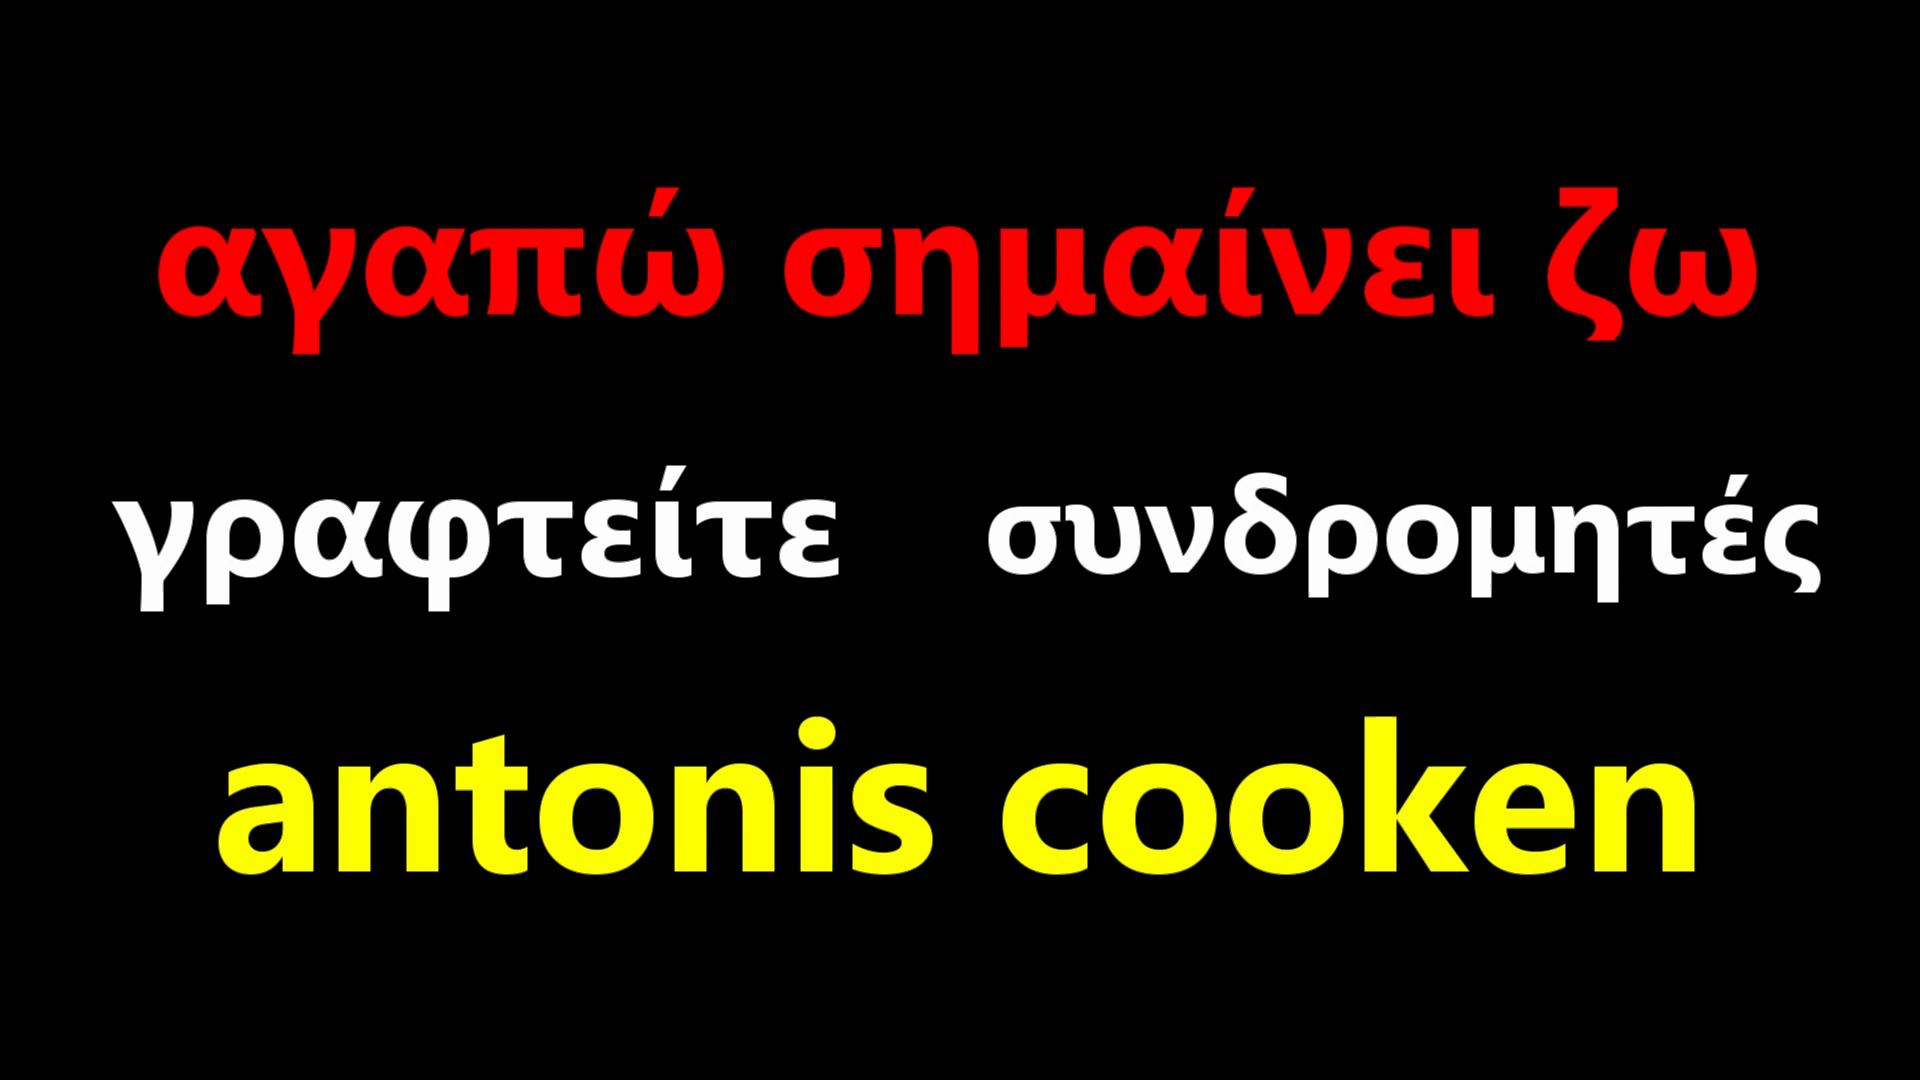 αγαπώ σημαίνει ζω
γραφτείτε συνδρομητές
antonis cooken